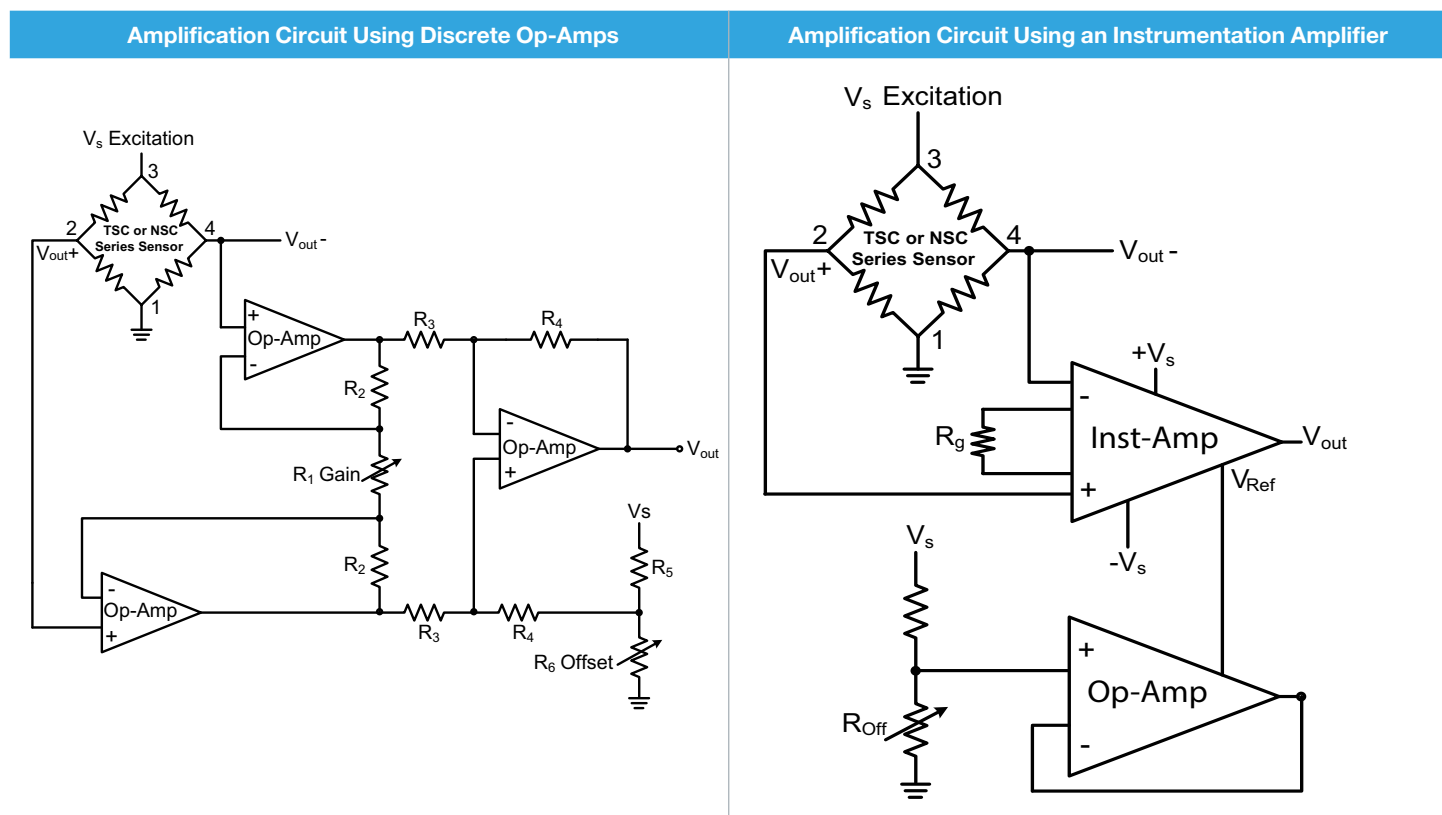 Amplification Circuit Using Discrete Op-Amps
Vs Excitation
3
2
4
TSC or NSC
Series Sensor
Vout+
Vout -
1
+
Op-Amp
-
R3
R4
R2
-
Op-Amp
+
Vout
R1 Gain
Vs
R5
R2
-
Op-Amp
+
R3
R4
R6 Offset
Amplification Circuit Using an Instrumentation Amplifier
Vs Excitation
3
2
4
TSC or NSC
Series Sensor
Vout+
Vout -
1
+Vs
-
Rg
Inst-Amp
Vout
+
VRef
-Vs
Vs
+
Op-Amp
-
ROff